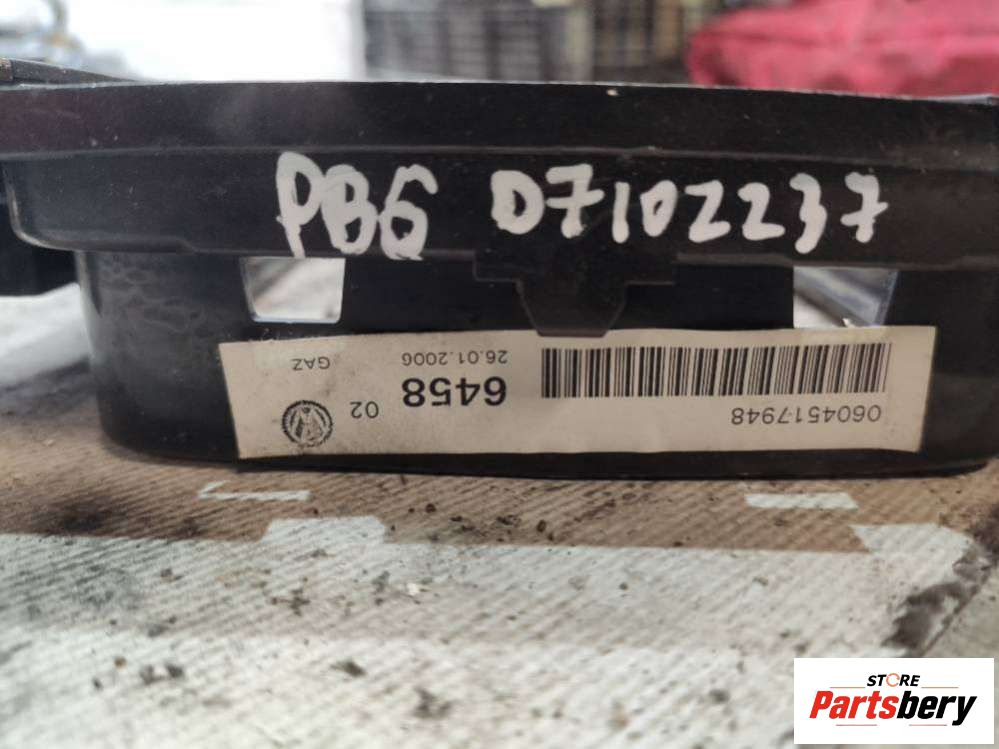 PB6 D7102237
0604517948
6458 02
26.01.2006 GAZ
STORE
Partsbery